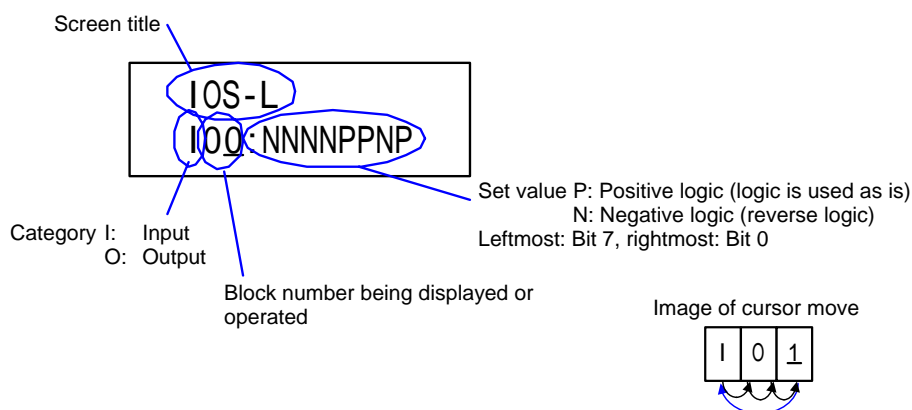 Screen title
IOS-L
I00:NNNNPPNP
Set value P: Positive logic (logic is used as is)
N: Negative logic (reverse logic)
Leftmost: Bit 7, rightmost: Bit 0
Category I: Input
O: Output
Block number being displayed or
operated
Image of cursor move
I 0 1